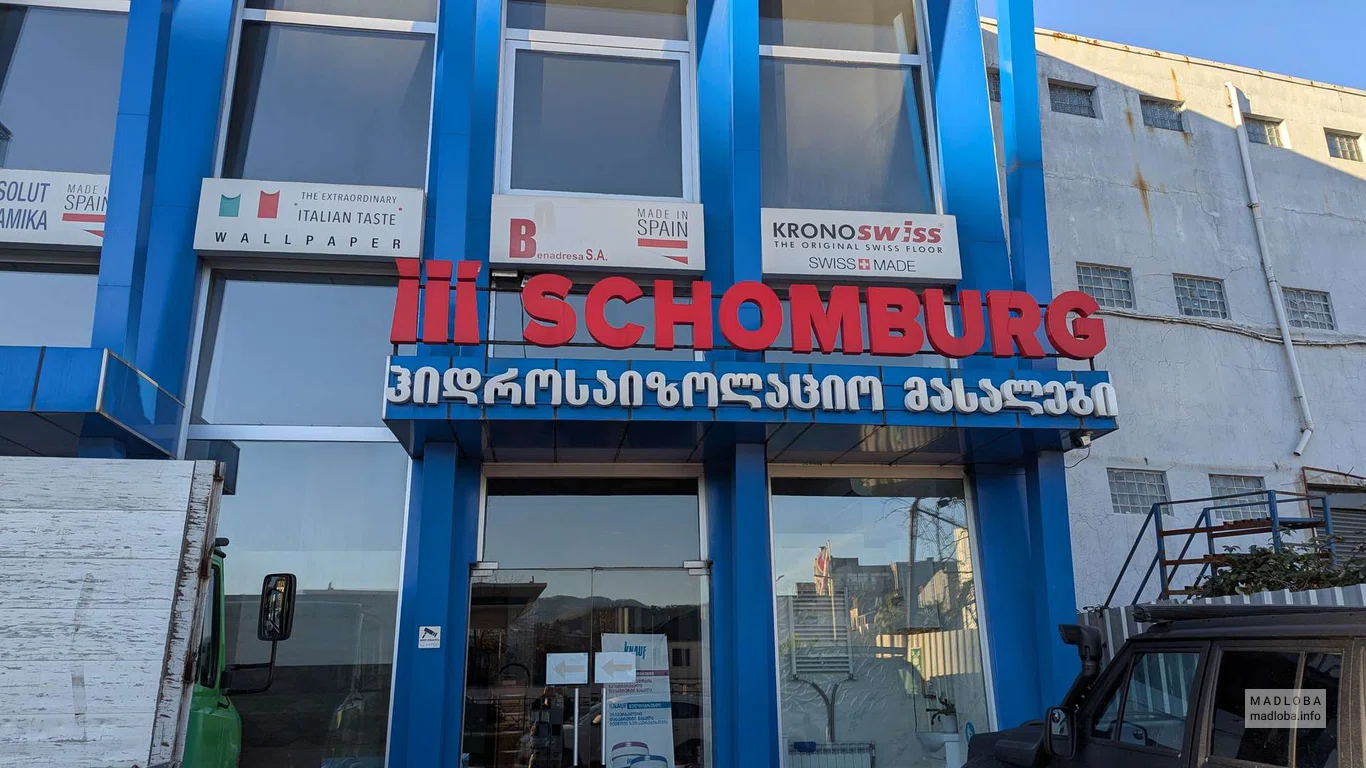 SOLUT
AMIKA
MADE I
SPAIN
THE EXTRAORDINARY
ITALIAN TASTE
WALLPAPER
Benadresa S.A.
MADE IN
SPAIN
KRONOSWISS
THE ORIGINAL SWISS FLOOR
SWISS MADE
SCHOMBURG
ჰიდროსაიზოლაციო მასალები
KNAUF
MADLOBA
madloba.info